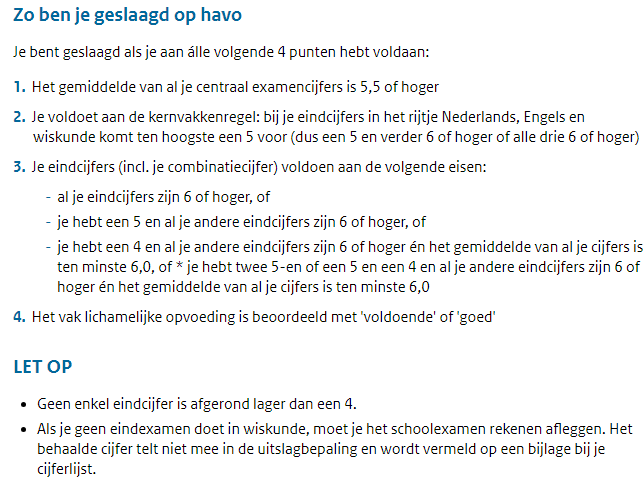 Zo ben je geslaagd op havo
Je bent geslaagd als je aan álle volgende 4 punten hebt voldaan:
1. Het gemiddelde van al je centraal examencijfers is 5,5 of hoger
2. Je voldoet aan de kernvakkenregel: bij je eindcijfers in het rijtje Nederlands, Engels en
wiskunde komt ten hoogste een 5 voor (dus een 5 en verder 6 of hoger of alle drie 6 of hoger)
3. Je eindcijfers (incl. je combinatiecijfer) voldoen aan de volgende eisen:
- al je eindcijfers zijn 6 of hoger, of
- je hebt een 5 en al je andere eindcijfers zijn 6 of hoger, of
- je hebt een 4 en al je andere eindcijfers zijn 6 of hoger én het gemiddelde van al je cijfers is
ten minste 6,0, of * je hebt twee 5-en of een 5 en een 4 en al je andere eindcijfers zijn 6 of
hoger én het gemiddelde van al je cijfers is ten minste 6,0
4. Het vak lichamelijke opvoeding is beoordeeld met 'voldoende' of 'goed'
LET OP
• Geen enkel eindcijfer is afgerond lager dan een 4.
• Als je geen eindexamen doet in wiskunde, moet je het schoolexamen rekenen afleggen. Het
behaalde cijfer telt niet mee in de uitslagbepaling en wordt vermeld op een bijlage bij je
cijferlijst.